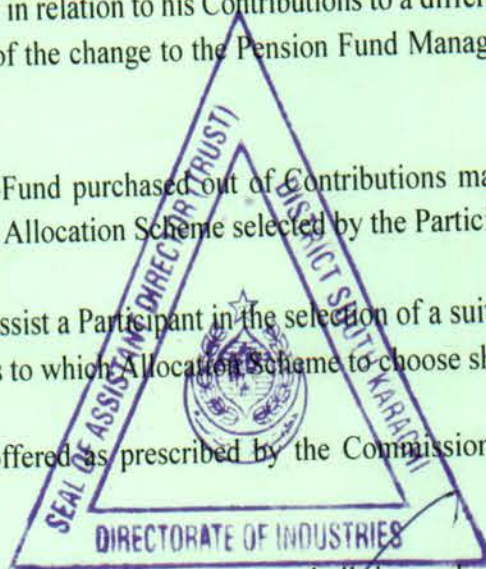 in relation to his Contributions to a differ
of the change to the Pension Fund Manag
-Fund purchased out of Contributions ma
Allocation Scheme selected by the Partici
ssist a Participant in the selection of a suit
s to which Allocation Scheme to choose sh
offered as prescribed by the Commission
SEAL OF ASSISTANT DIRECTOR (TRUST)
DISTRICT SOUTH KARACHI
DIRECTORATE OF INDUSTRIES